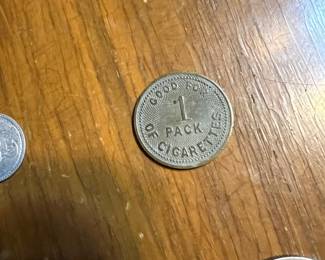 GOOD FOR
1
PACK
OF CIGARETTES